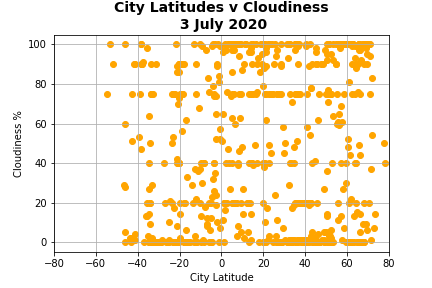 City Latitudes v Cloudiness
3 July 2020
Cloudiness %
100
80
60
40
20
0
−80 −60 −40 −20 0 20 40 60 80
City Latitude